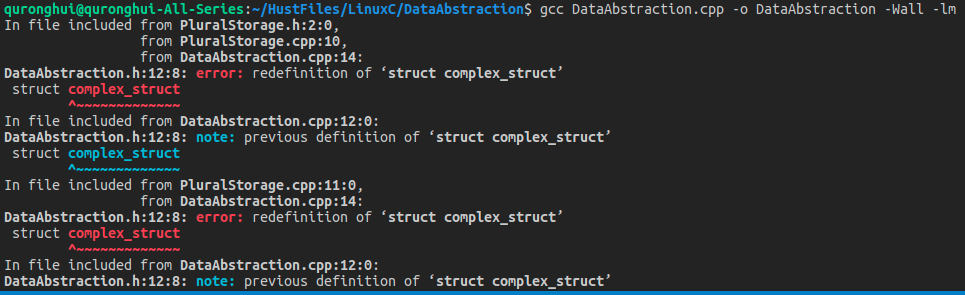 quronghui@quronghui-All-Series:~/HustFiles/LinuxC/DataAbstraction$ gcc DataAbstraction.cpp -o DataAbstraction -Wall -lm
In file included from PluralStorage.h:2:0,
                 from PluralStorage.cpp:10,
                 from DataAbstraction.cpp:14:
DataAbstraction.h:12:8: error: redefinition of ‘struct complex_struct’
 struct complex_struct
        ^~~~~~~~~~~~~~
In file included from DataAbstraction.cpp:12:0:
DataAbstraction.h:12:8: note: previous definition of ‘struct complex_struct’
 struct complex_struct
        ^~~~~~~~~~~~~~
In file included from PluralStorage.cpp:11:0,
                 from DataAbstraction.cpp:14:
DataAbstraction.h:12:8: error: redefinition of ‘struct complex_struct’
 struct complex_struct
        ^~~~~~~~~~~~~~
In file included from DataAbstraction.cpp:12:0:
DataAbstraction.h:12:8: note: previous definition of ‘struct complex_struct’